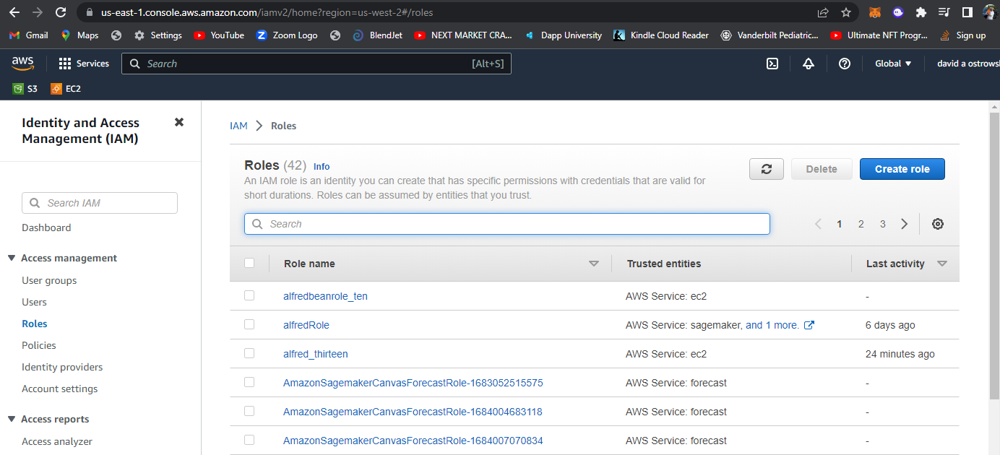 us-east-1.console.aws.amazon.com/iamv2/home?region=us-west-2#/roles
Gmail Maps Settings YouTube Zoom Logo BlendJet NEXT MARKET CRA... Dapp University Kindle Cloud Reader Vanderbilt Pediatric... Ultimate NFT Progr... Sign up
aws Services Search [Alt+S] Global david a ostrows
S3 EC2
Identity and Access
Management (IAM)
Search IAM
Dashboard
Access management
User groups
Users
Roles
Policies
Identity providers
Account settings
Access reports
Access analyzer
IAM > Roles
Roles (42) Info
An IAM role is an identity you can create that has specific permissions with credentials that are valid for
short durations. Roles can be assumed by entities that you trust.
Delete Create role
Search
1 2 3
Role name Trusted entities Last activity
alfredbeanrole_ten AWS Service: ec2 -
alfredRole AWS Service: sagemaker, and 1 more. 6 days ago
alfred_thirteen AWS Service: ec2 24 minutes ago
AmazonSagemakerCanvasForecastRole-1683052515575 AWS Service: forecast -
AmazonSagemakerCanvasForecastRole-1684004683118 AWS Service: forecast -
AmazonSagemakerCanvasForecastRole-1684007070834 AWS Service: forecast -